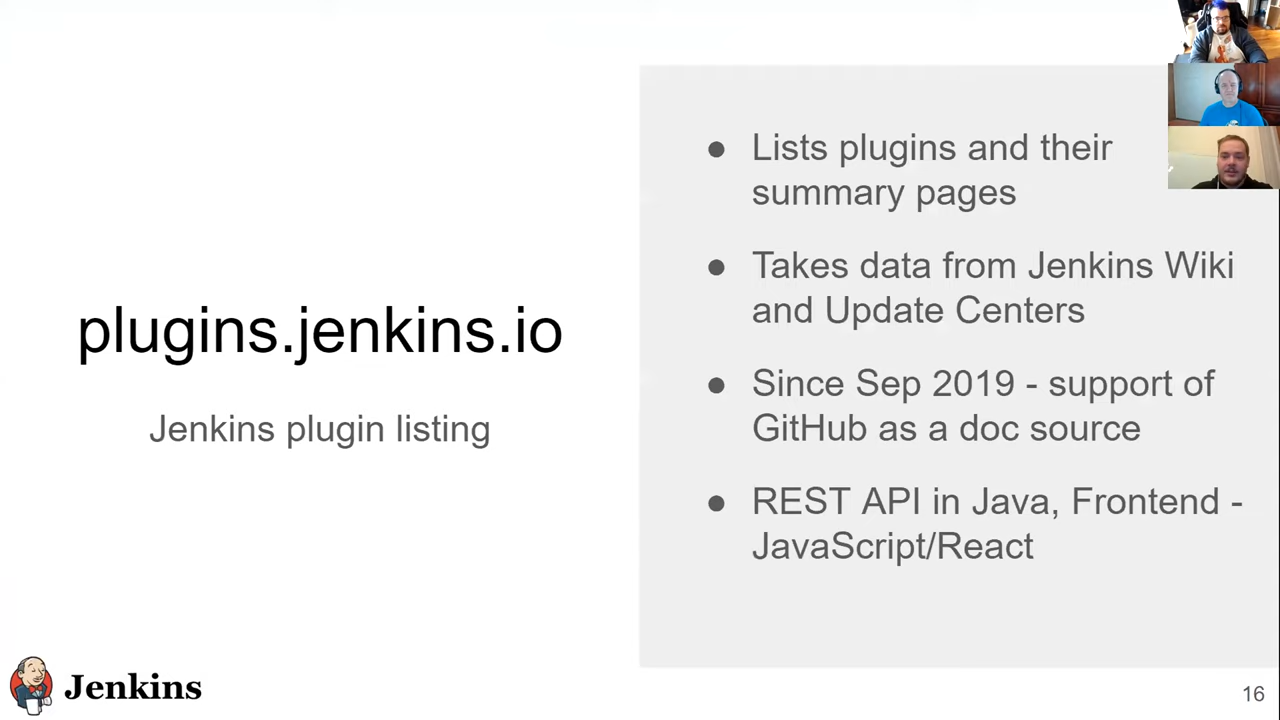 plugins.jenkins.io
Jenkins plugin listing
● Lists plugins and their
summary pages
● Takes data from Jenkins Wiki
and Update Centers
● Since Sep 2019 - support of
GitHub as a doc source
● REST API in Java, Frontend -
JavaScript/React
Jenkins
16